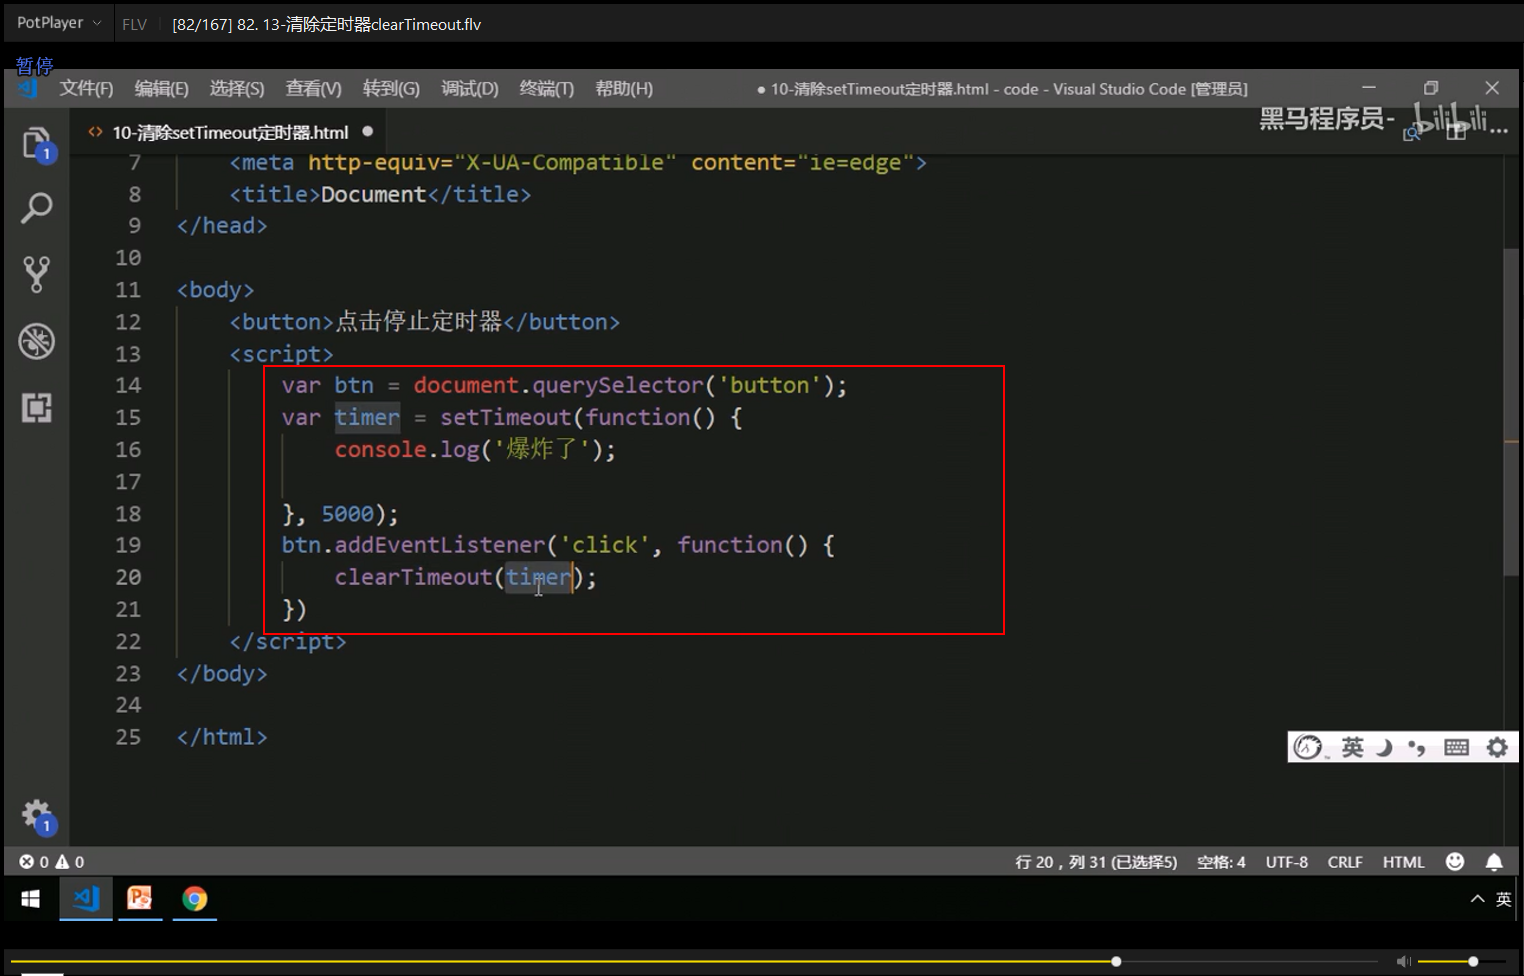 PotPlayer FLV [82/167] 82. 13-清除定时器clearTimeout.flv
暂停
文件(F) 编辑(E) 选择(S) 查看(V) 转到(G) 调试(D) 终端(T) 帮助(H) ● 10-清除setTimeout定时器.html - code - Visual Studio Code [管理员]
<> 10-清除setTimeout定时器.html ●
黑马程序员- bilibili
1
7 <meta http-equiv="X-UA-Compatible" content="ie=edge">
8 <title>Document</title>
9 </head>
10
11 <body>
12 <button>点击停止定时器</button>
13 <script>
14 var btn = document.querySelector('button');
15 var timer = setTimeout(function() {
16 console.log('爆炸了');
17
18 }, 5000);
19 btn.addEventListener('click', function() {
20 clearTimeout(timer);
21 })
22 </script>
23 </body>
24
25 </html>
英
1
0 0 行 20，列 31 (已选择5) 空格: 4 UTF-8 CRLF HTML
英